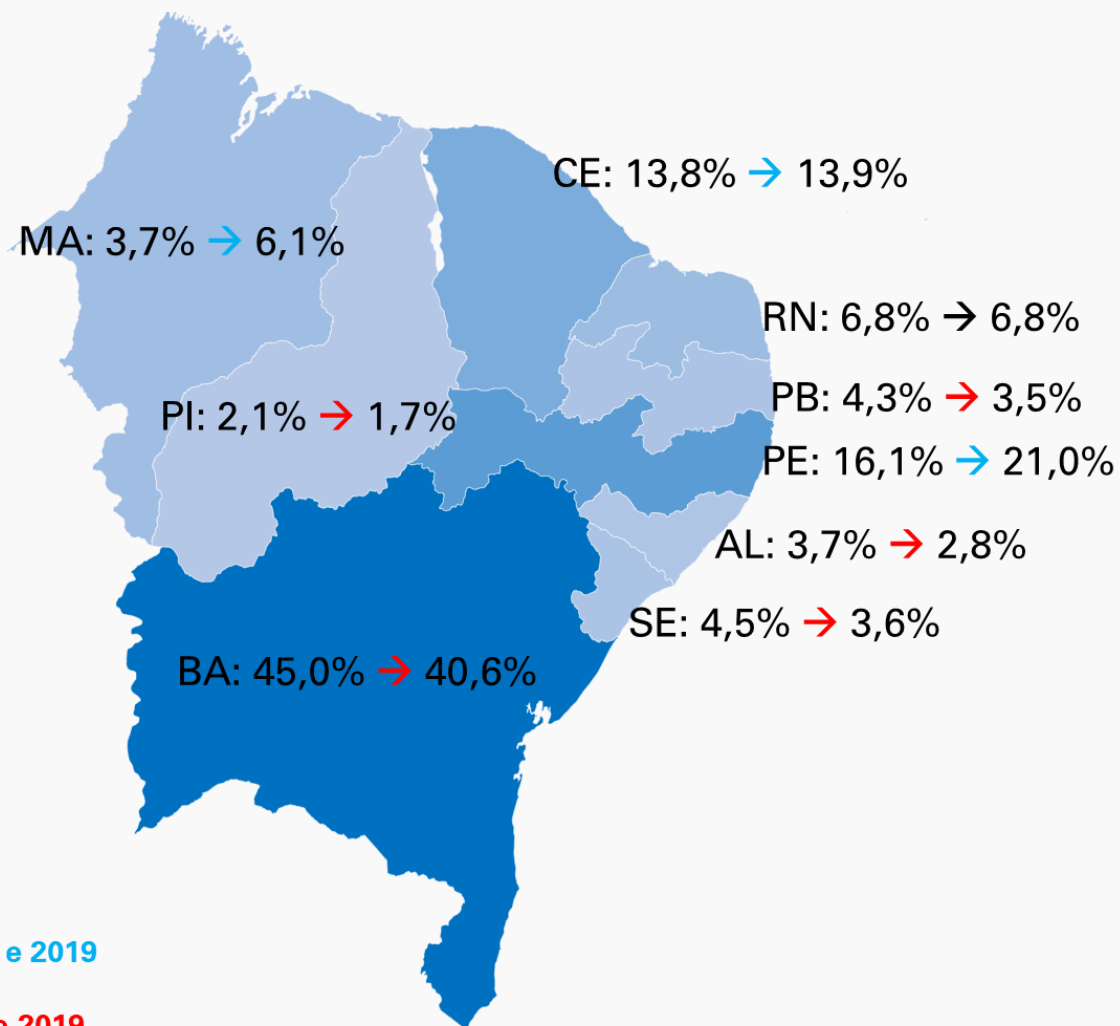 CE: 13,8% → 13,9%
MA: 3,7% → 6,1%
RN: 6,8% → 6,8%
PB: 4,3% → 3,5%
PI: 2,1% → 1,7%
PE: 16,1% → 21,0%
AL: 3,7% → 2,8%
SE: 4,5% → 3,6%
BA: 45,0% → 40,6%
e 2019
2019